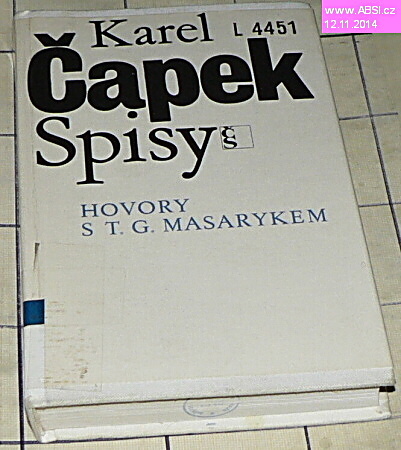 www.ABSI.cz
12.11.2014
Karel L 4451
Čapek
Spisy čs
HOVORY
S T. G. MASARYKEM